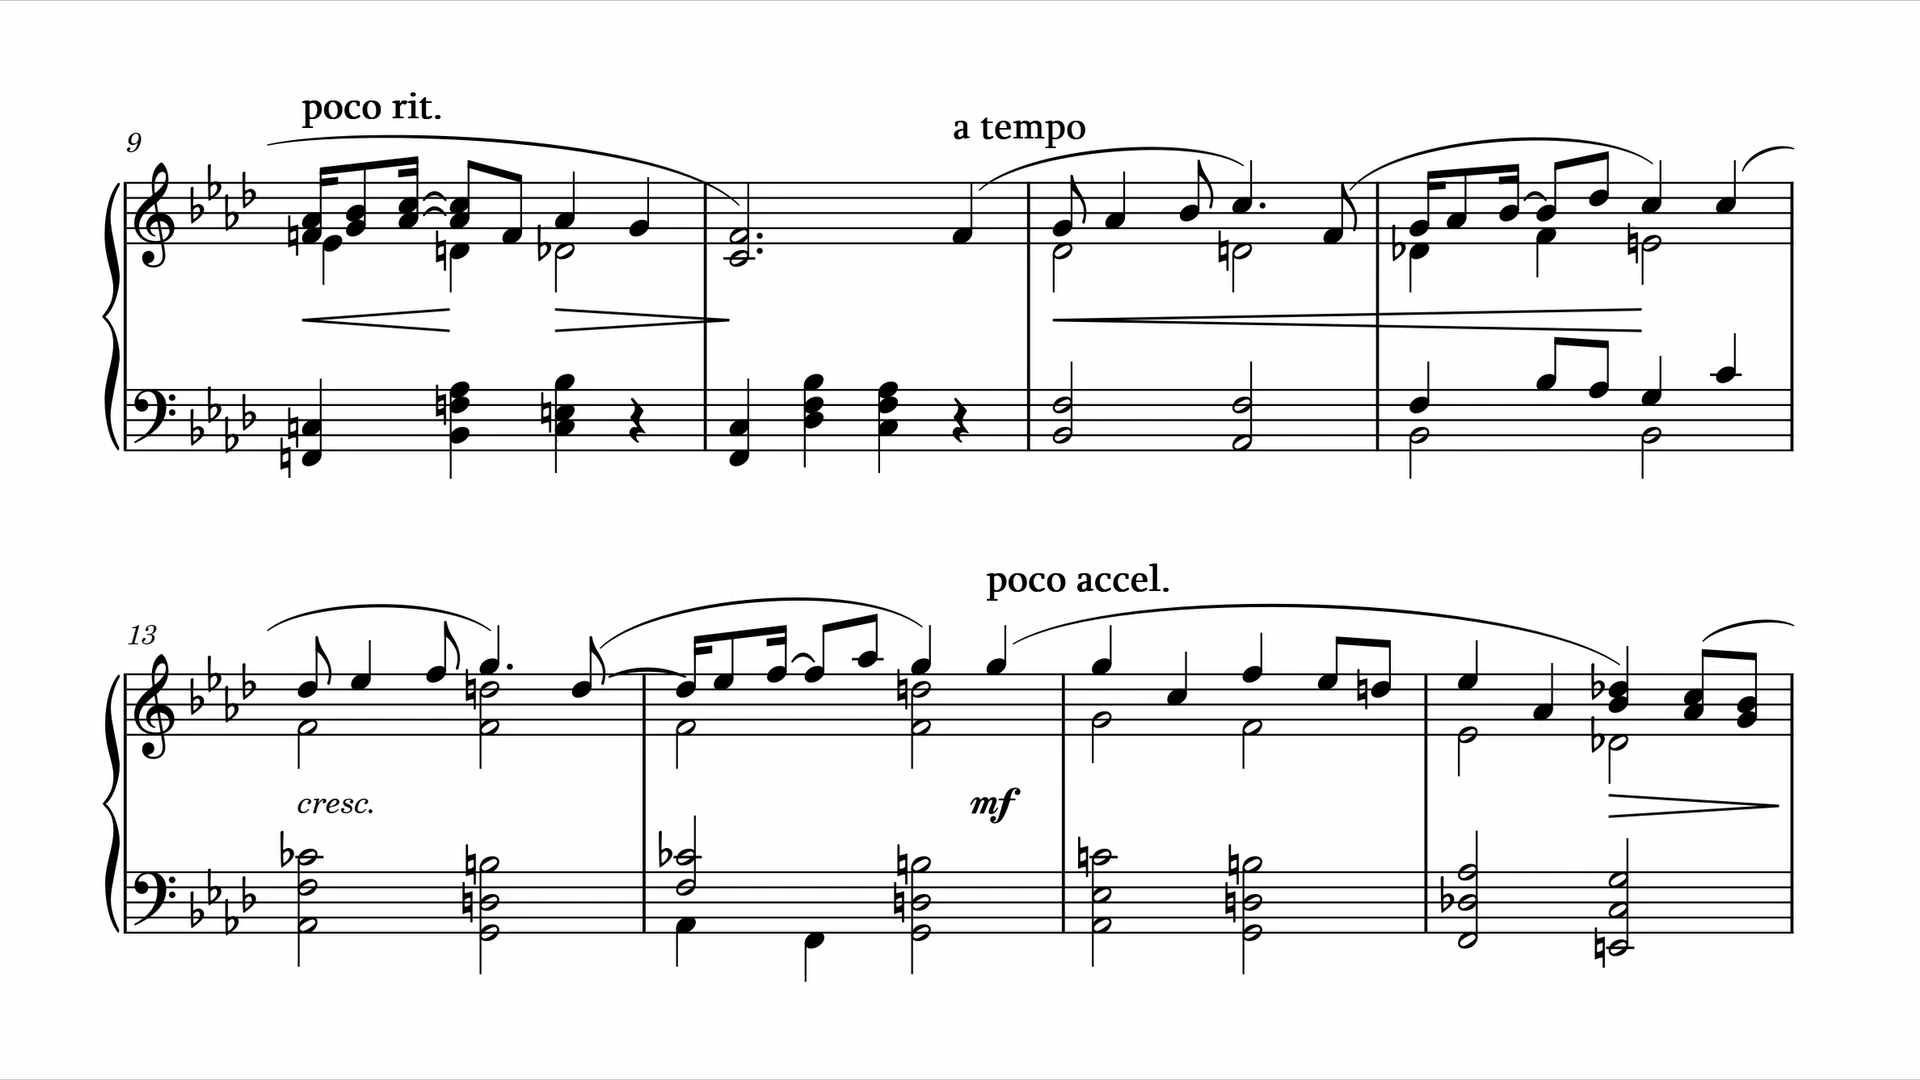 poco rit.
a tempo
9
poco accel.
13
cresc.
mf